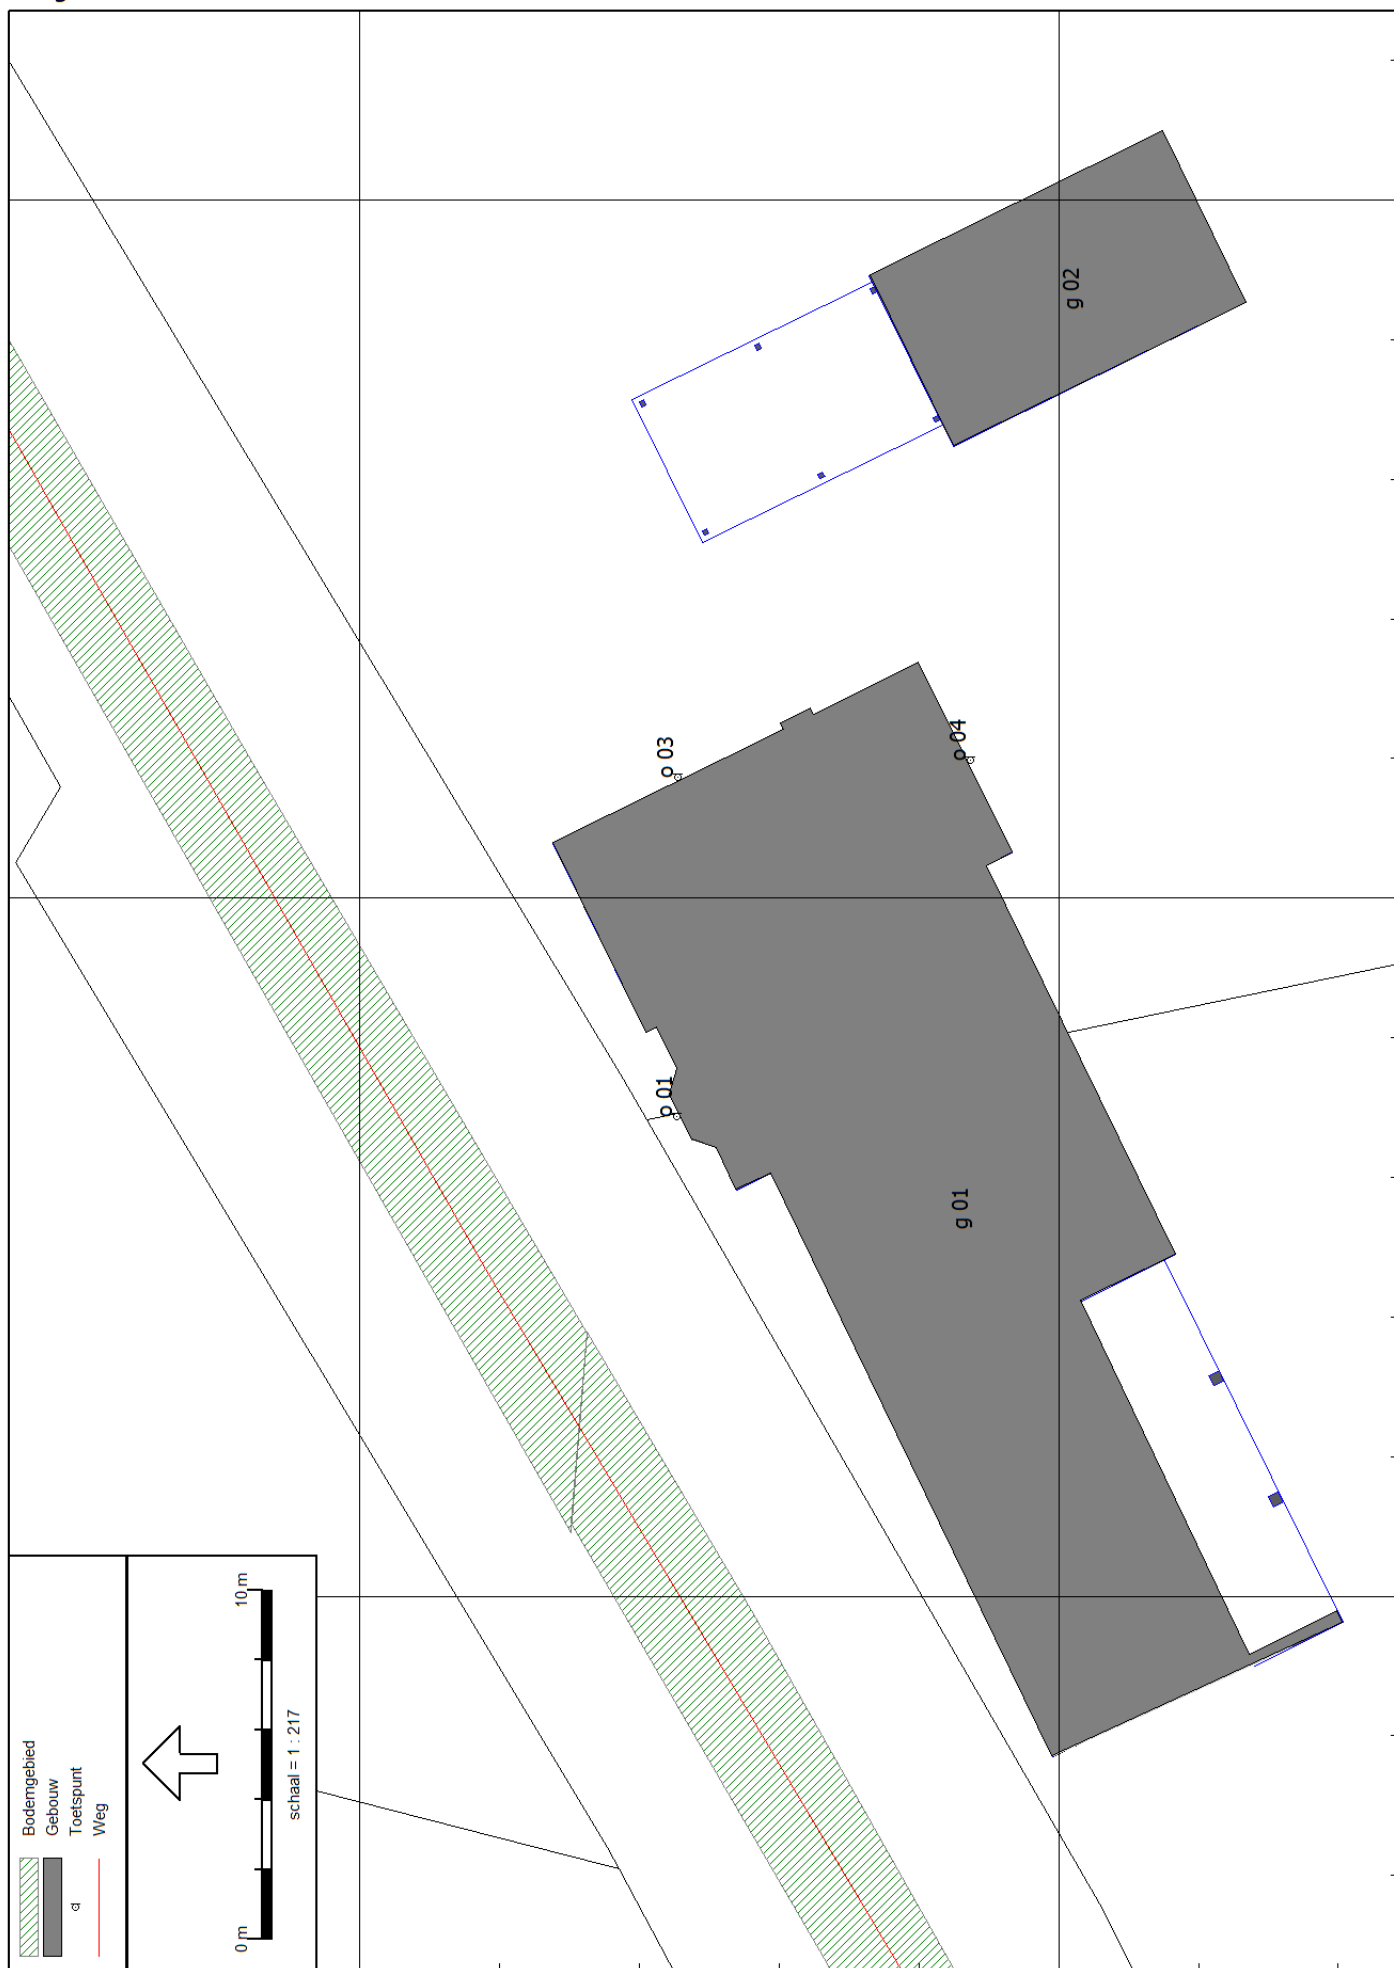 Bodemgebied
Gebouw
Toetspunt
Weg
0 m
10 m
schaal = 1 : 217
o 01
o 03
o 04
g 01
g 02